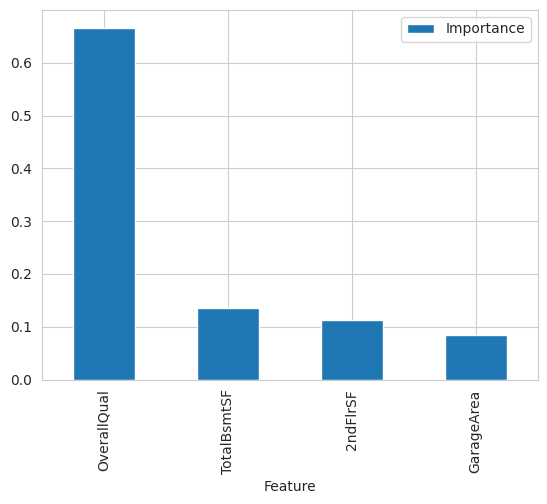 Importance
0.6
0.5
0.4
0.3
0.2
0.1
0.0
OverallQual
TotalBsmtSF
2ndFlrSF
GarageArea
Feature